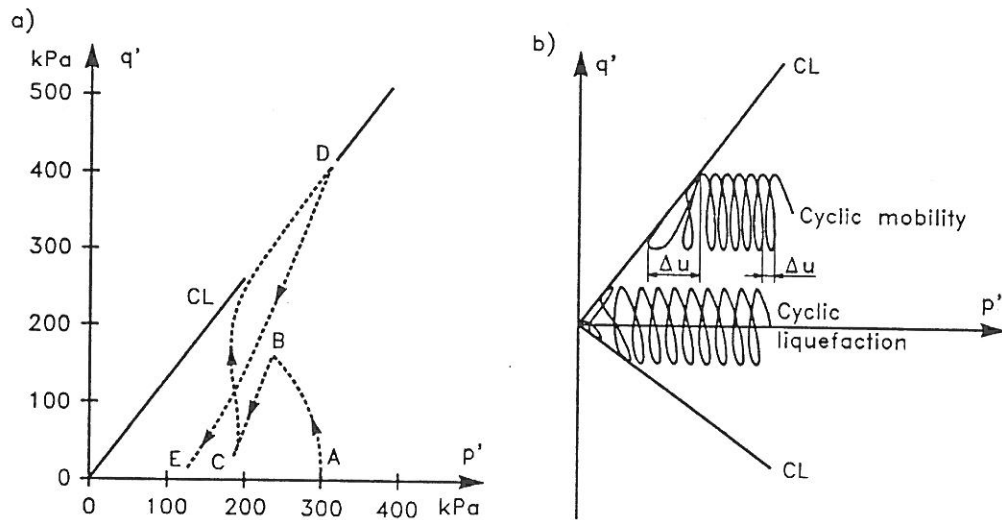 a)
kPa q'
500
400
300
200
100
0
D
CL
B
E C A p'
0 100 200 300 400 kPa
b)
q'
CL
Cyclic mobility
Δu Δu
p'
Cyclic
liquefaction
CL